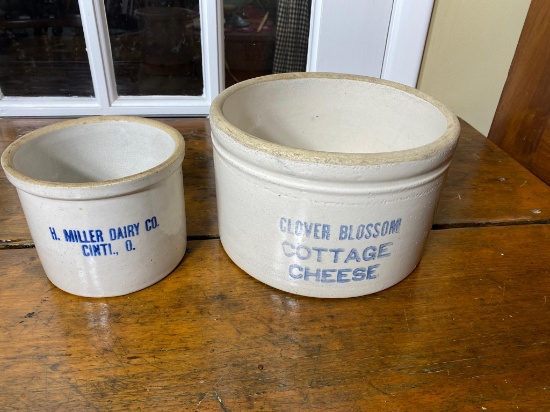 H. MILLER DAIRY CO.
CINTI., O.
CLOVER BLOSSOM
COTTAGE
CHEESE